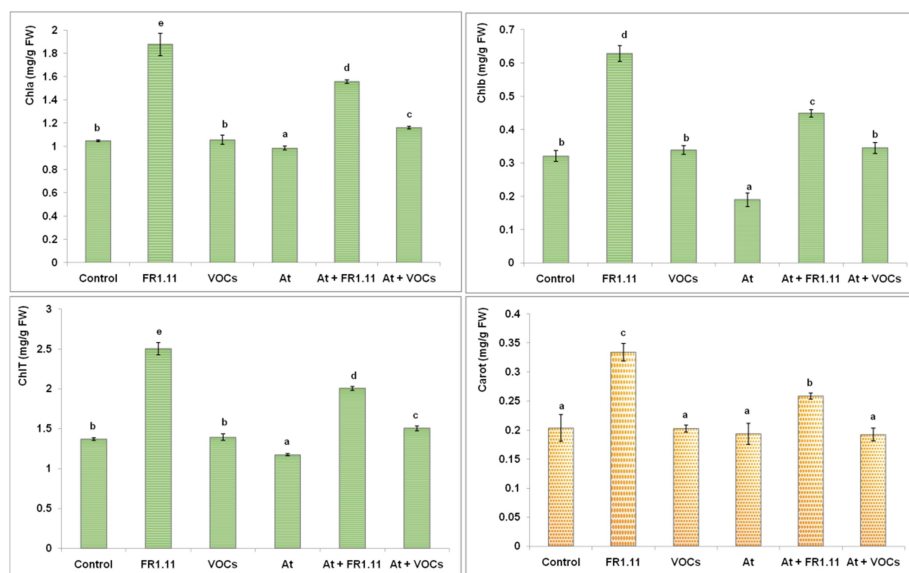 Chla (mg/g FW)
2
1.8
1.6
1.4
1.2
1
0.8
0.6
0.4
0.2
0
b
e
b
a
d
c
Control FR1.11 VOCs At At + FR1.11 At + VOCs
Chlb (mg/g FW)
0.7
0.6
0.5
0.4
0.3
0.2
0.1
0
b
d
b
a
c
b
Control FR1.11 VOCs At At + FR1.11 At + VOCs
ChlT (mg/g FW)
3
2.5
2
1.5
1
0.5
0
b
e
b
a
d
c
Control FR1.11 VOCs At At + FR1.11 At + VOCs
Carot (mg/g FW)
0.4
0.35
0.3
0.25
0.2
0.15
0.1
0.05
0
a
c
a
a
b
a
Control FR1.11 VOCs At At + FR1.11 At + VOCs